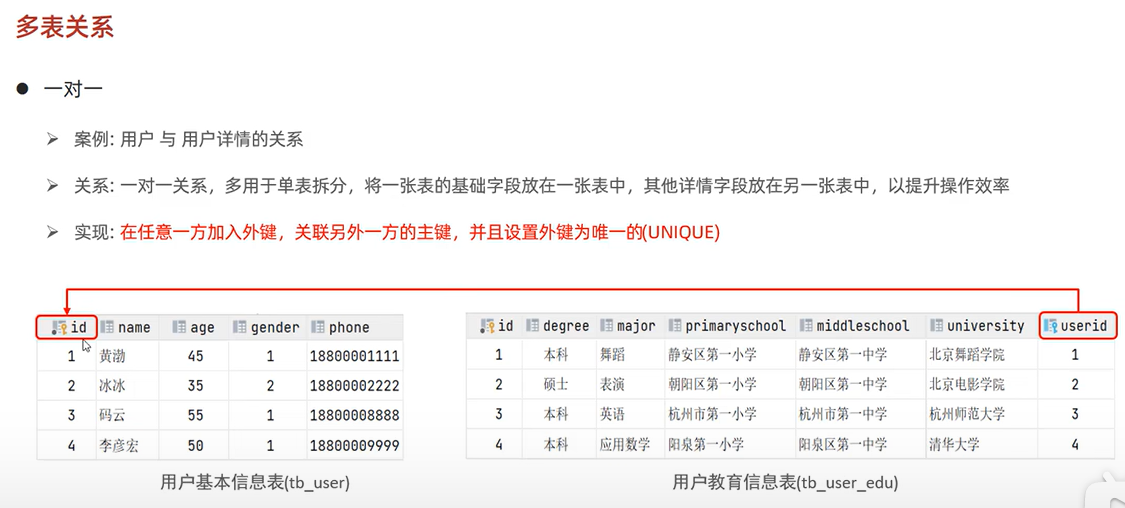 多表关系
● 一对一
➢ 案例: 用户 与 用户详情的关系
➢ 关系: 一对一关系，多用于单表拆分，将一张表的基础字段放在一张表中，其他详情字段放在另一张表中，以提升操作效率
➢ 实现: 在任意一方加入外键，关联另外一方的主键，并且设置外键为唯一的(UNIQUE)
id name age gender phone
1 黄渤 45 1 18800001111
2 冰冰 35 2 18800002222
3 码云 55 1 18800008888
4 李彦宏 50 1 18800009999
用户基本信息表(tb_user)
id degree major primaryschool middleschool university userid
1 本科 舞蹈 静安区第一小学 静安区第一中学 北京舞蹈学院 1
2 硕士 表演 朝阳区第一小学 朝阳区第一中学 北京电影学院 2
3 本科 英语 杭州市第一小学 杭州市第一中学 杭州师范大学 3
4 本科 应用数学 阳泉第一小学 阳泉区第一中学 清华大学 4
用户教育信息表(tb_user_edu)